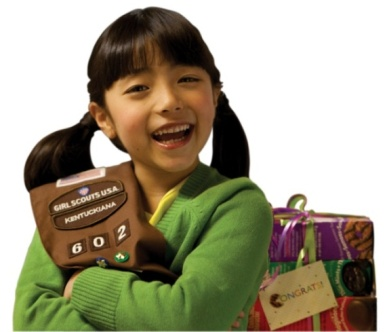 GIRL SCOUTS U.S.A.
KENTUCKIANA
602
CONGRATS!